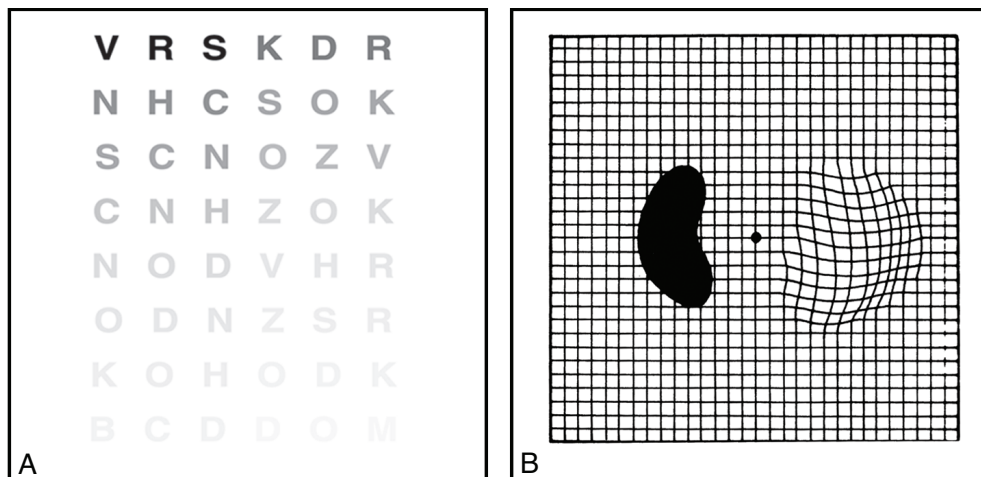 V R S K D R
N H C S O K
S C N O Z V
C N H Z O K
N O D V H R
O D N Z S R
K O H O D K
B C D D O M
A
B